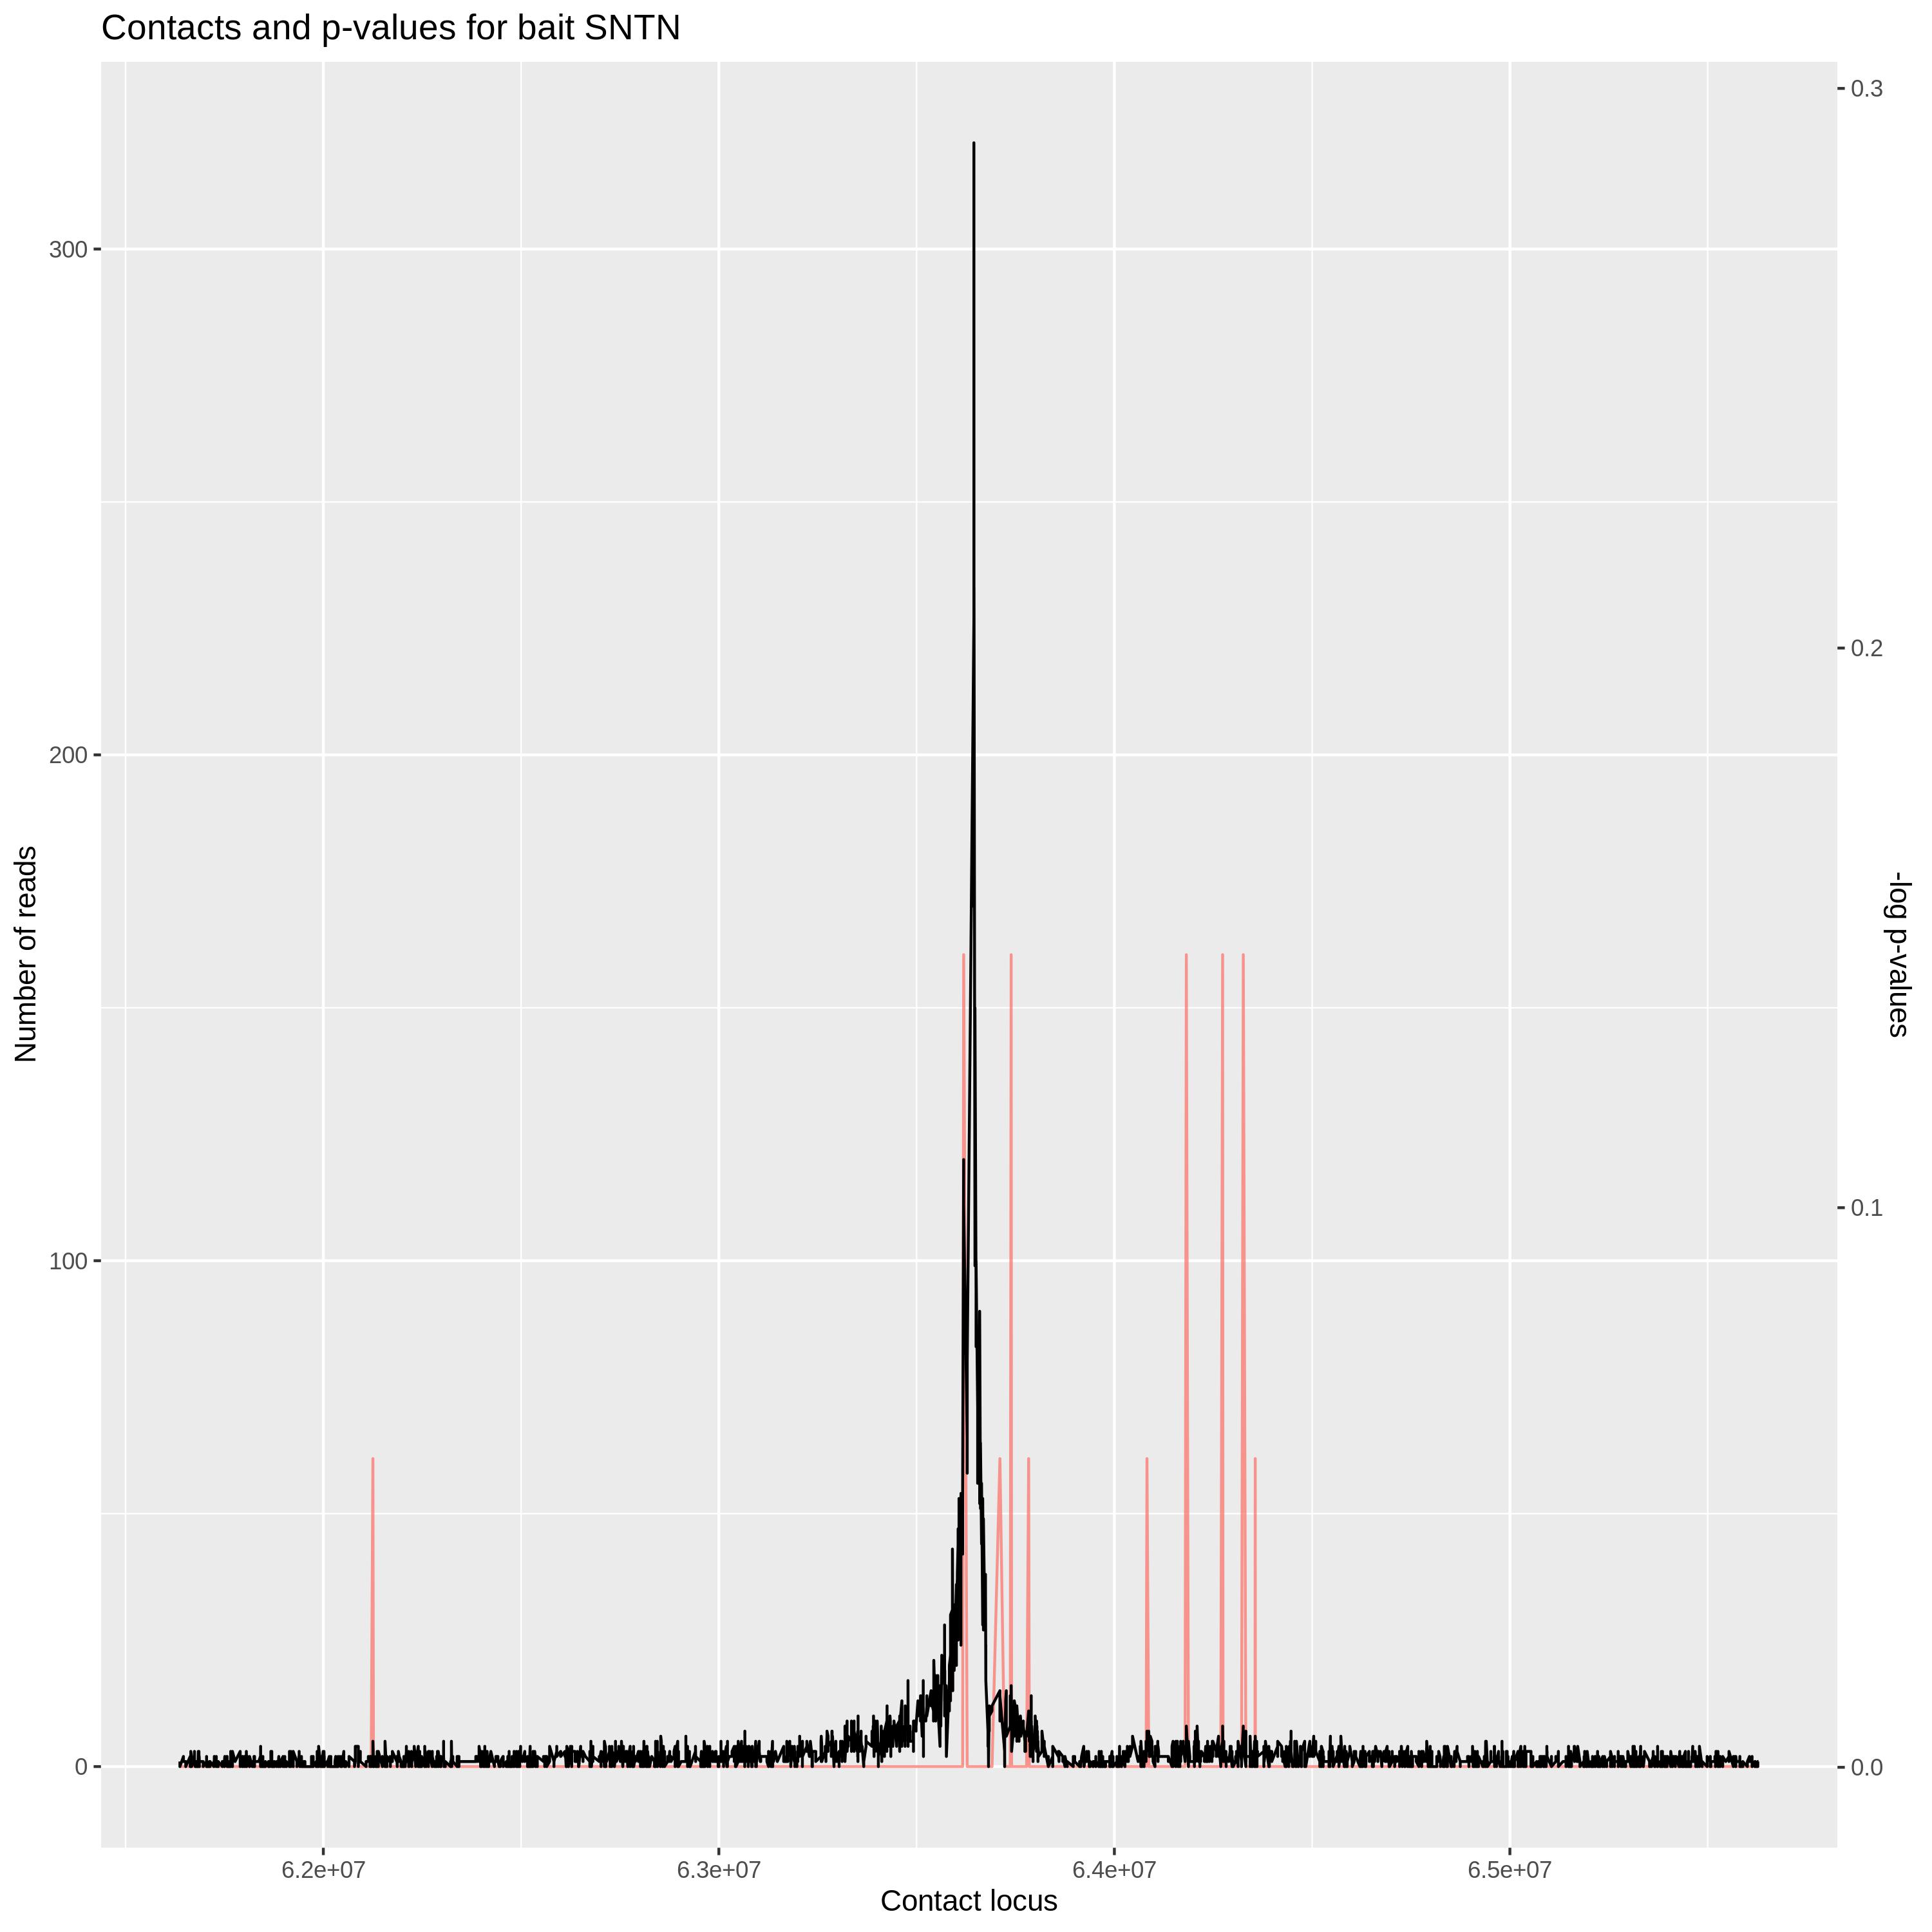 Contacts and p-values for bait SNTN
Number of reads
300
200
100
0
0.3
0.2
0.1
0.0
-log p-values
6.2e+07
6.3e+07
6.4e+07
6.5e+07
Contact locus